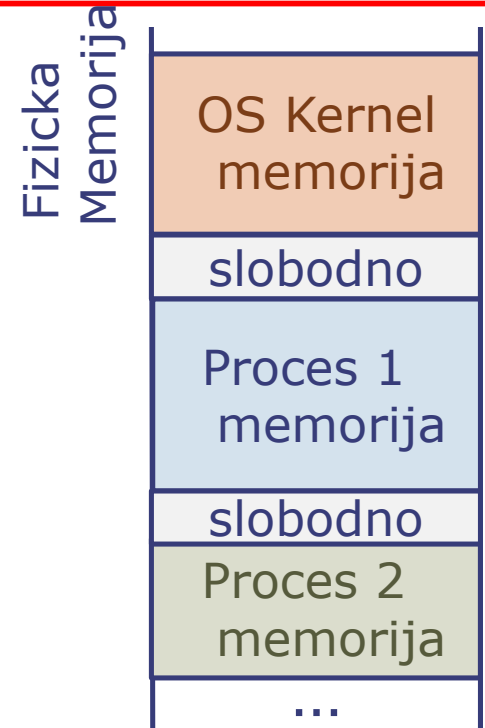 Fizicka
Memorija
OS Kernel
memorija
slobodno
Proces 1
memorija
slobodno
Proces 2
memorija
...